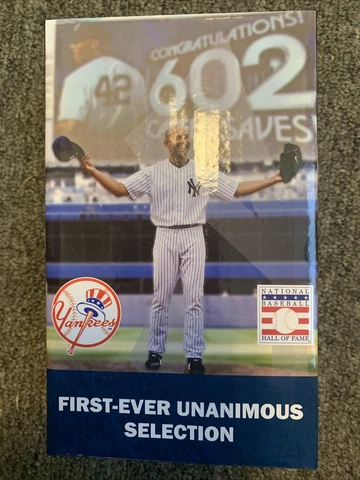 CONGRATULATIONS!
42
602
SAVES!
NY
Yankees
NATIONAL
BASEBALL
HALL OF FAME
FIRST-EVER UNANIMOUS
SELECTION